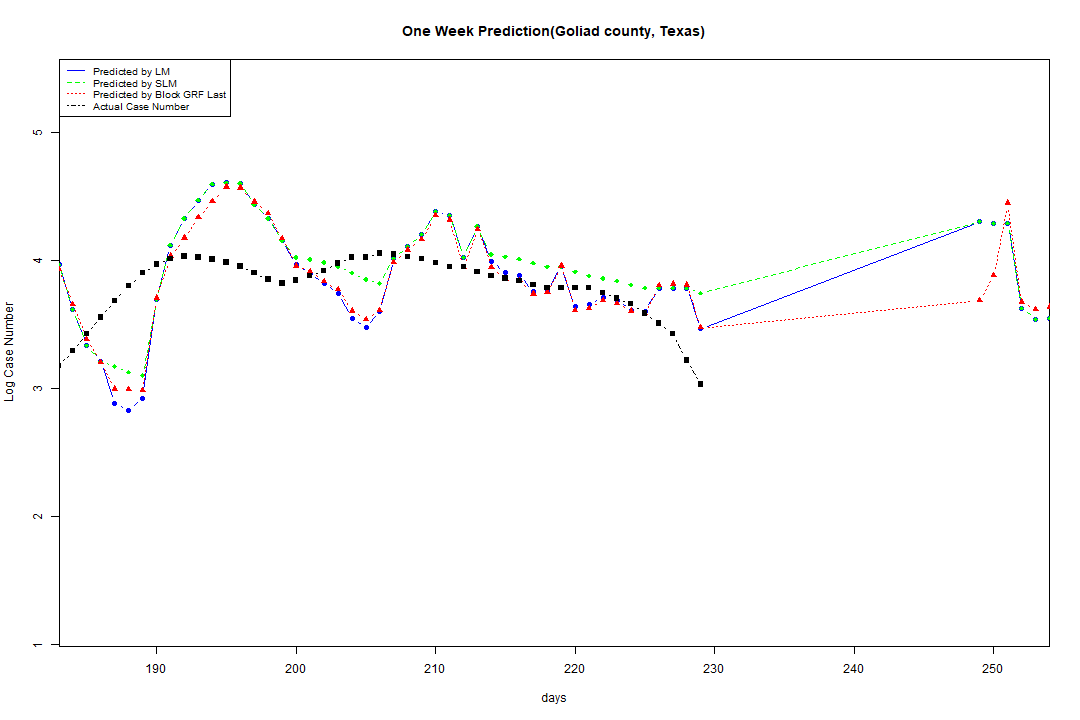 One Week Prediction(Goliad county, Texas)
Predicted by LM
Predicted by SLM
Predicted by Block GRF Last
Actual Case Number
Log Case Number
5
4
3
2
1
190 200 210 220 230 240 250
days